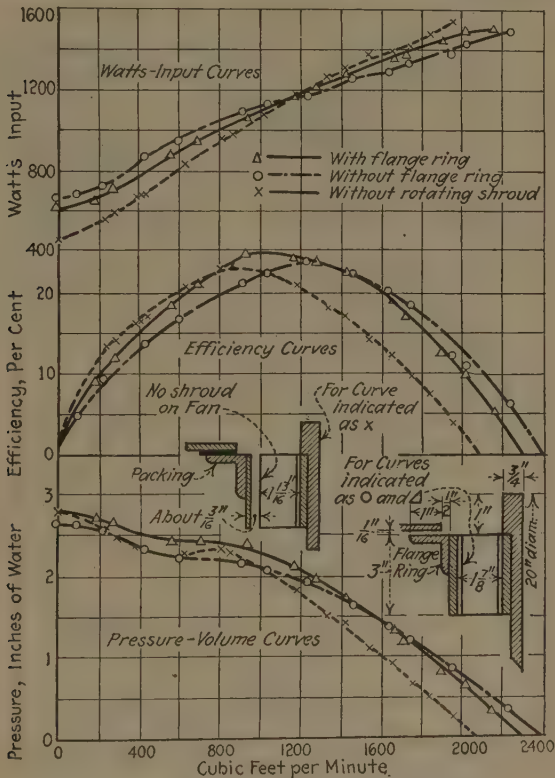 1600
Watts-Input Curves
1200
Watts Input
800
With flange ring
Without flange ring
Without rotating shroud
400
20
Efficiency, Per Cent
10
0
Efficiency Curves
No shroud
on Fan
For Curve
indicated
as x
Packing
1 13/16"
About 3/16"
1"
For Curves
indicated
as O and Δ
3/4"
1"
1/2"
1"
1/16"
3"
Flange
Ring
1 7/8"
20" diam.
3
2
1
0
Pressure, Inches of Water
Pressure-Volume Curves
0 400 800 1200 1600 2000 2400
Cubic Feet per Minute